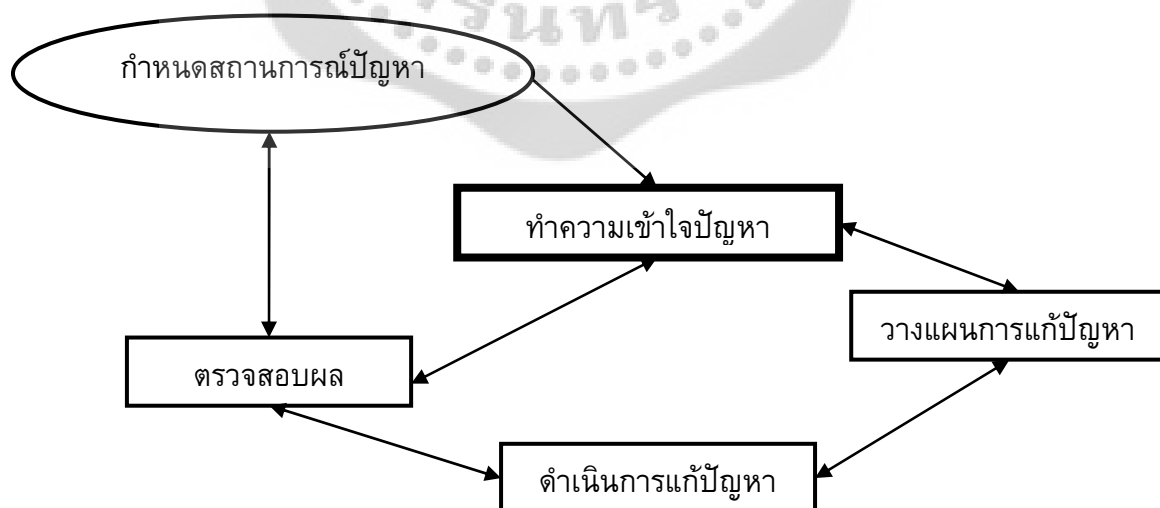 กำหนดสถานการณ์ปัญหา
ทำความเข้าใจปัญหา
วางแผนการแก้ปัญหา
ตรวจสอบผล
ดำเนินการแก้ปัญหา